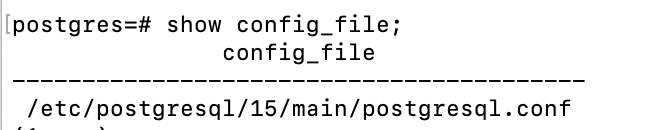 postgres=# show config_file;
config_file
-----------------------------------------
/etc/postgresql/15/main/postgresql.conf